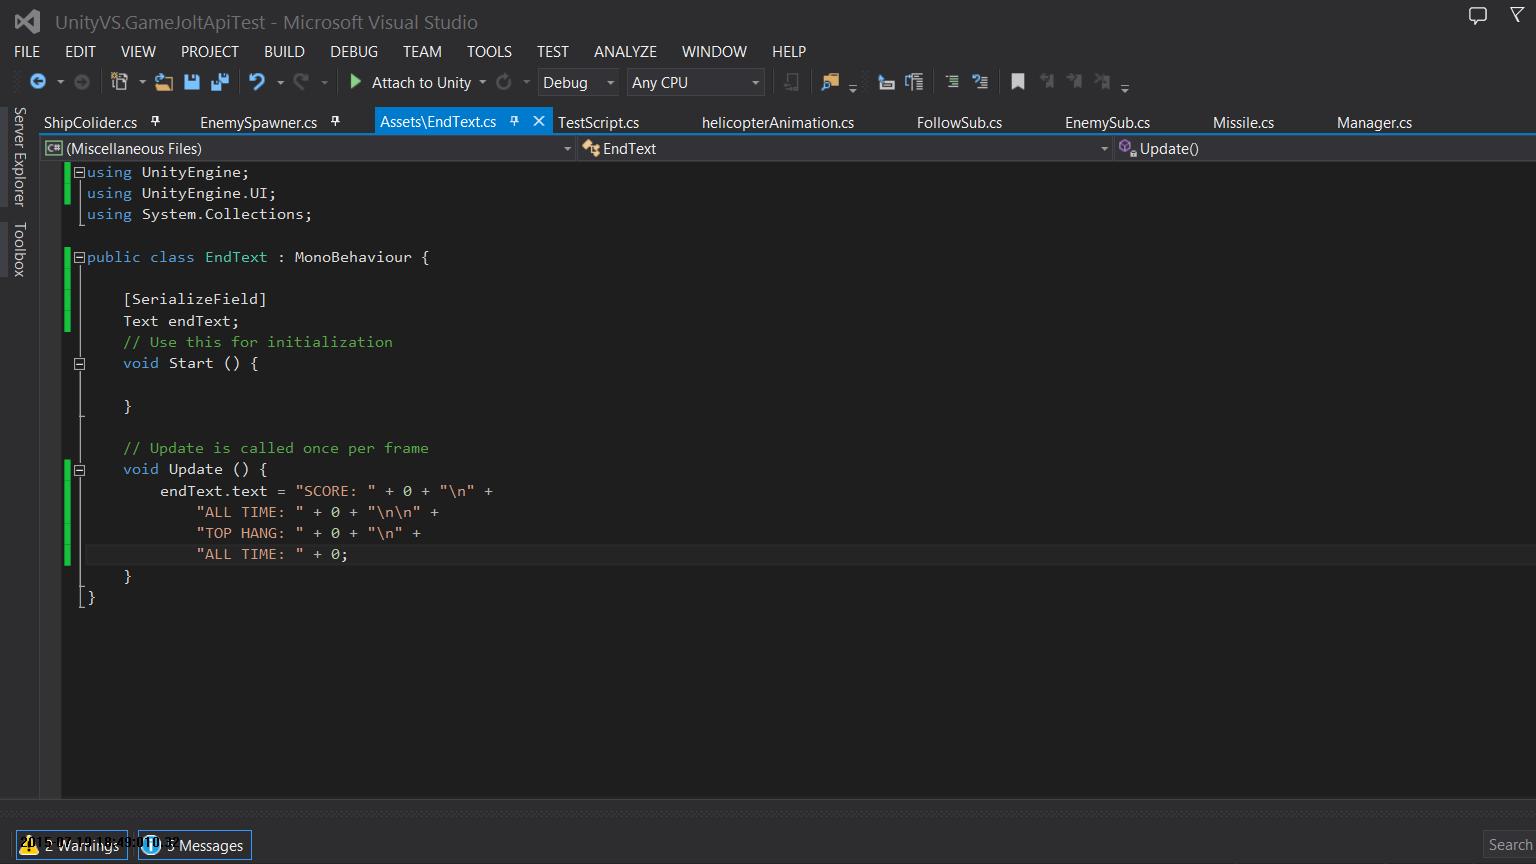 UnityVS.GameJoltApiTest - Microsoft Visual Studio
FILE EDIT VIEW PROJECT BUILD DEBUG TEAM TOOLS TEST ANALYZE WINDOW HELP
Attach to Unity Debug Any CPU
Server Explorer
Toolbox
ShipColider.cs EnemySpawner.cs Assets\EndText.cs TestScript.cs helicopterAnimation.cs FollowSub.cs EnemySub.cs Missile.cs Manager.cs
C# (Miscellaneous Files) EndText Update()
using UnityEngine;
using UnityEngine.UI;
using System.Collections;
public class EndText : MonoBehaviour {
[SerializeField]
Text endText;
// Use this for initialization
void Start () {
}
// Update is called once per frame
void Update () {
endText.text = "SCORE: " + 0 + "\n" +
"ALL TIME: " + 0 + "\n\n" +
"TOP HANG: " + 0 + "\n" +
"ALL TIME: " + 0;
}
}
2 Warnings 3 Messages
Search